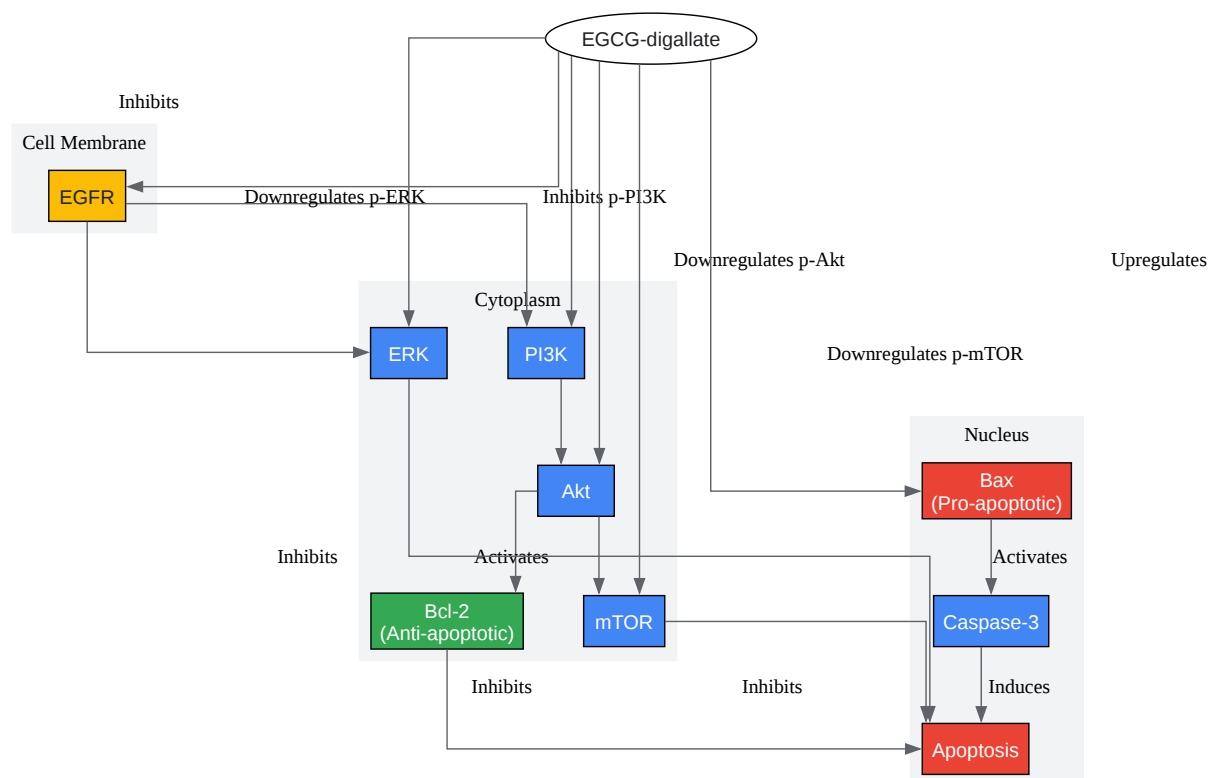 EGCG-digallate
Inhibits
Cell Membrane
EGFR
Downregulates p-ERK
Inhibits p-PI3K
Downregulates p-Akt
Upregulates
Cytoplasm
ERK
PI3K
Downregulates p-mTOR
Nucleus
Akt
Bax
(Pro-apoptotic)
Inhibits
Activates
Activates
Bcl-2
(Anti-apoptotic)
mTOR
Caspase-3
Inhibits
Inhibits
Induces
Apoptosis